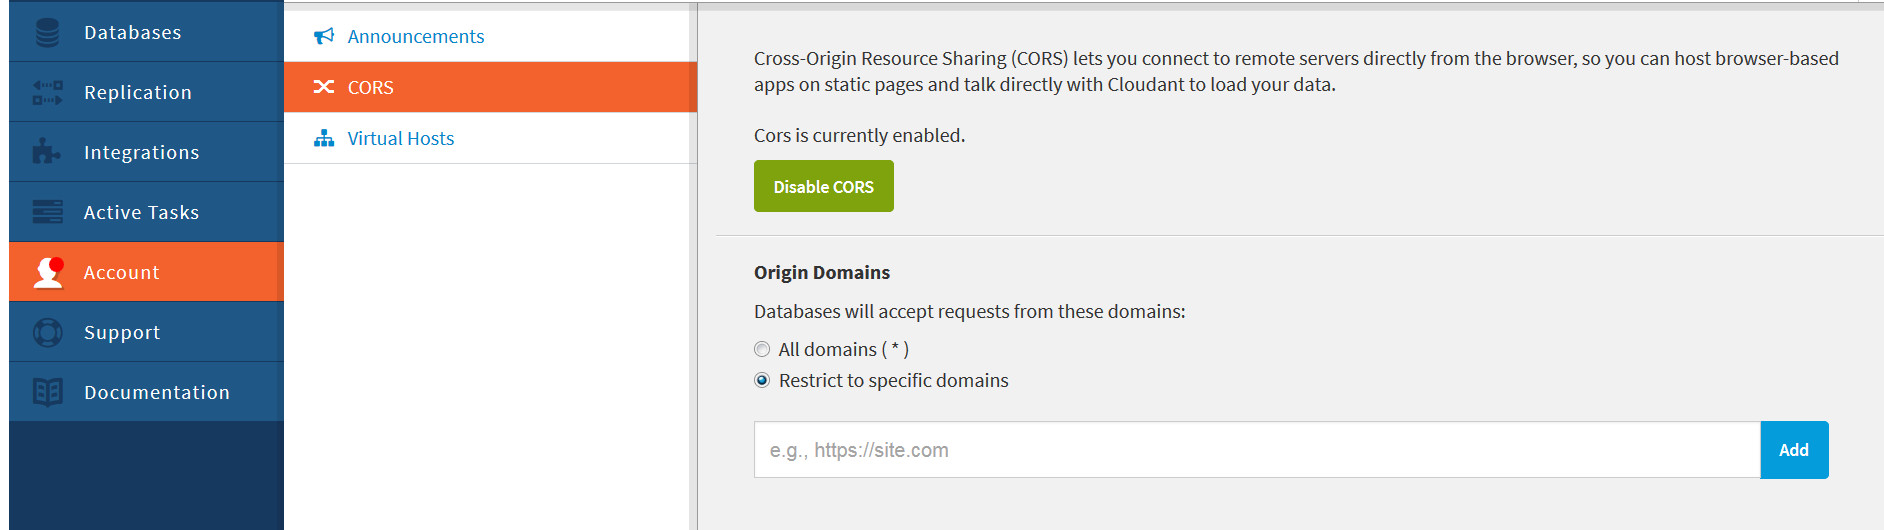 Databases
Replication
Integrations
Active Tasks
Account
Support
Documentation
Announcements
CORS
Virtual Hosts
Cross-Origin Resource Sharing (CORS) lets you connect to remote servers directly from the browser, so you can host browser-based
apps on static pages and talk directly with Cloudant to load your data.
Cors is currently enabled.
Disable CORS
Origin Domains
Databases will accept requests from these domains:
All domains ( * )
Restrict to specific domains
e.g., https://site.com
Add